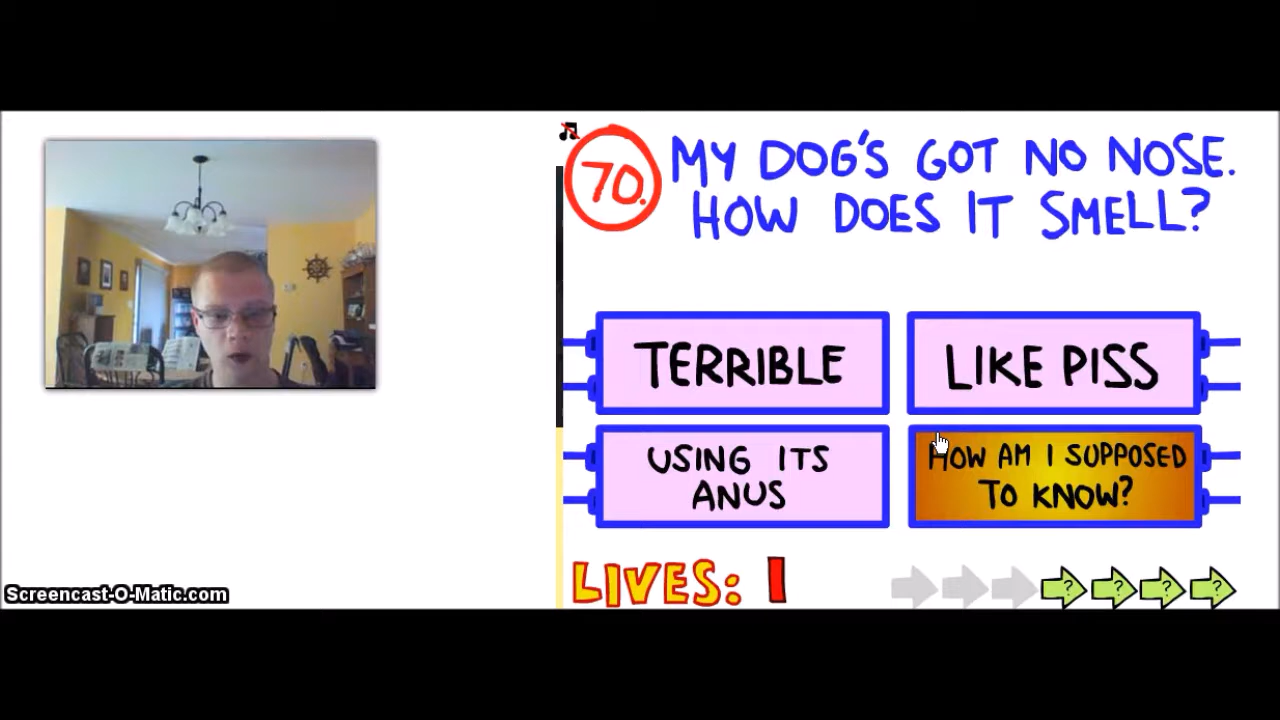 70.
MY DOG'S GOT NO NOSE.
HOW DOES IT SMELL?
TERRIBLE
LIKE PISS
USING ITS
ANUS
HOW AM I SUPPOSED
TO KNOW?
LIVES: 1
? ? ? ?
Screencast-O-Matic.com